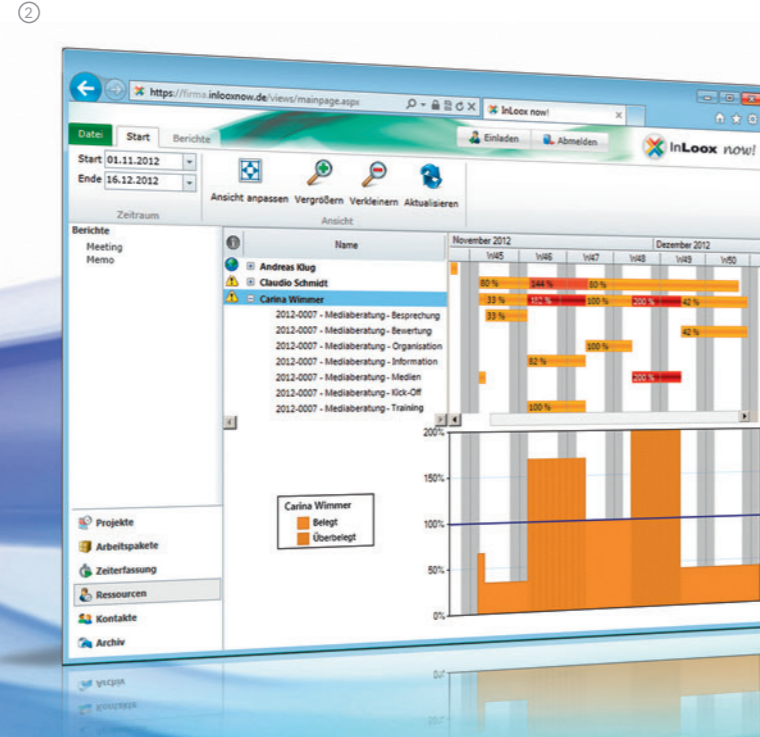 2
https://firma.inlooxnow.de/views/mainpage.aspx
InLoox now!
Datei Start Berichte
Einladen Abmelden
InLoox now!
Start 01.11.2012
Ende 16.12.2012
Zeitraum
Ansicht anpassen Vergrößern Verkleinern Aktualisieren
Ansicht
Berichte
Meeting
Memo
Name
November 2012 Dezember 2012
W45 W46 W47 W48 W49 W50
Andreas Klug
Claudio Schmidt
80 % 144 % 80 %
Carina Wimmer
33 % 182 % 100 % 200 % 42 %
2012-0007 - Mediaberatung - Besprechung
33 %
2012-0007 - Mediaberatung - Bewertung
42 %
2012-0007 - Mediaberatung - Organisation
100 %
2012-0007 - Mediaberatung - Information
82 %
2012-0007 - Mediaberatung - Medien
200 %
2012-0007 - Mediaberatung - Kick-Off
2012-0007 - Mediaberatung - Training
100 %
200%
150%
100%
50%
0%
Carina Wimmer
Belegt
Überbelegt
Projekte
Arbeitspakete
Zeiterfassung
Ressourcen
Kontakte
Archiv